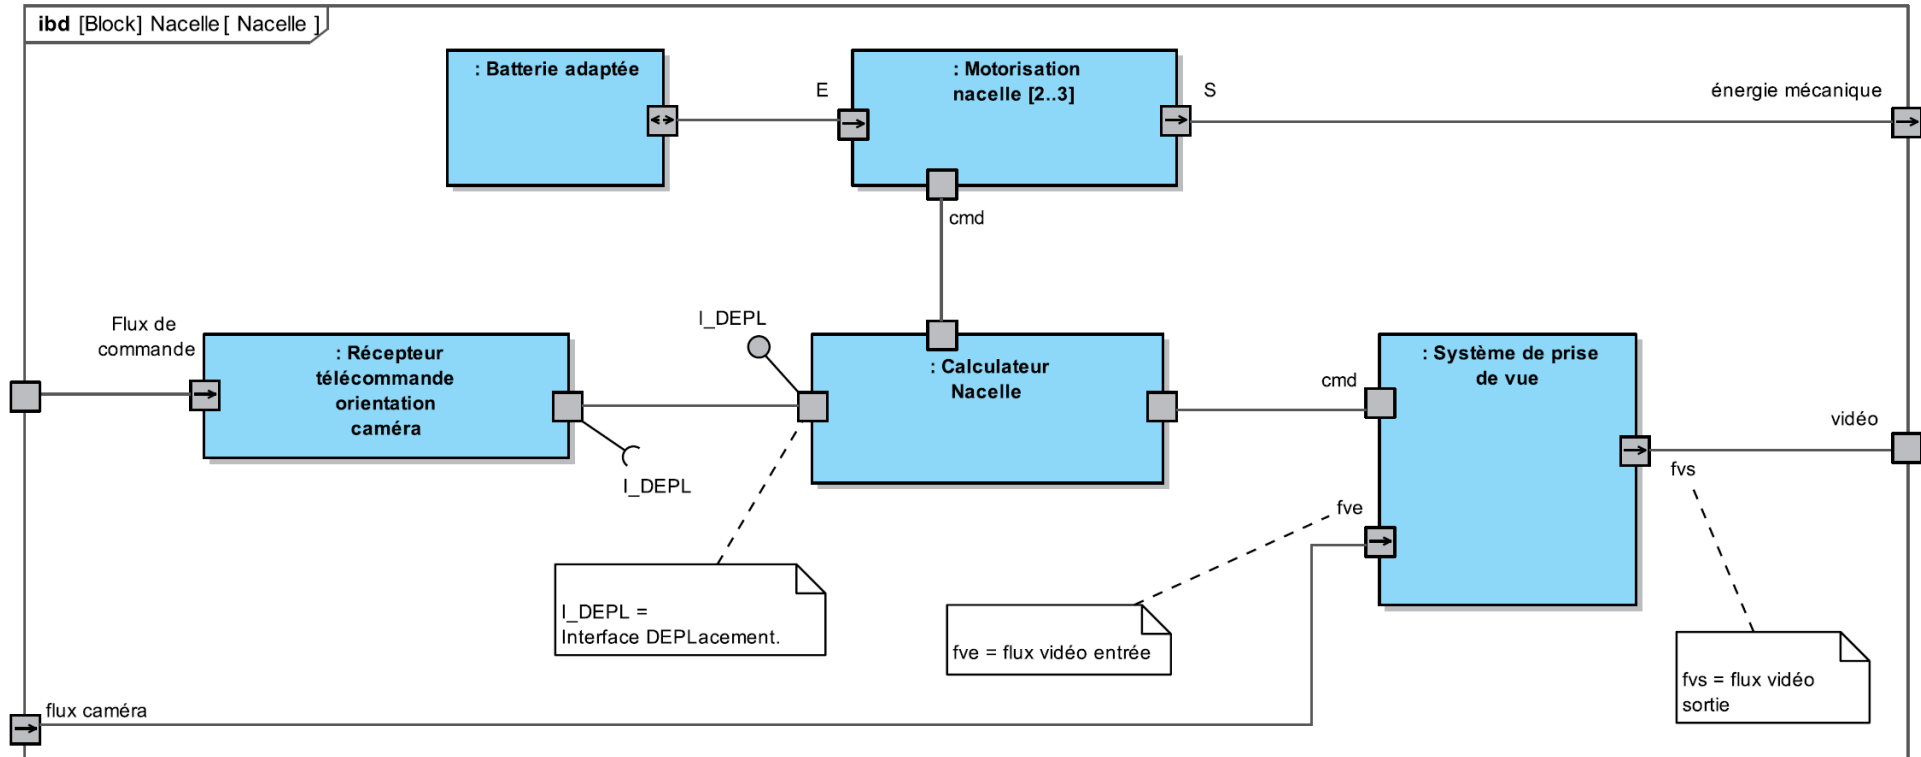 ibd [Block] Nacelle [ Nacelle ]
: Batterie adaptée
: Motorisation
nacelle [2..3]
E
S
énergie mécanique
cmd
Flux de
commande
: Récepteur
télécommande
orientation
caméra
I_DEPL
I_DEPL
: Calculateur
Nacelle
cmd
: Système de prise
de vue
vidéo
fvs
fve
I_DEPL =
Interface DEPLacement.
fve = flux vidéo entrée
fvs = flux vidéo
sortie
flux caméra